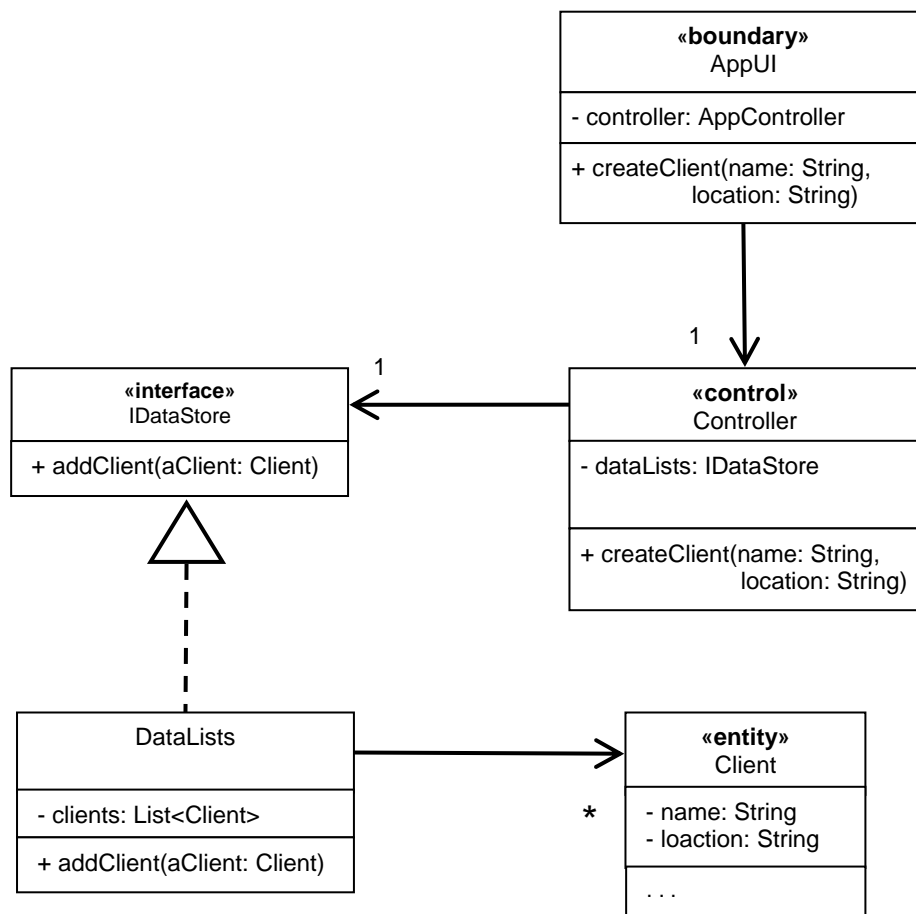 «boundary»
AppUI
- controller: AppController
+ createClient(name: String,
location: String)
1
1
«interface»
IDataStore
+ addClient(aClient: Client)
«control»
Controller
- dataLists: IDataStore
+ createClient(name: String,
location: String)
DataLists
- clients: List<Client>
+ addClient(aClient: Client)
*
«entity»
Client
- name: String
- loaction: String
. . .